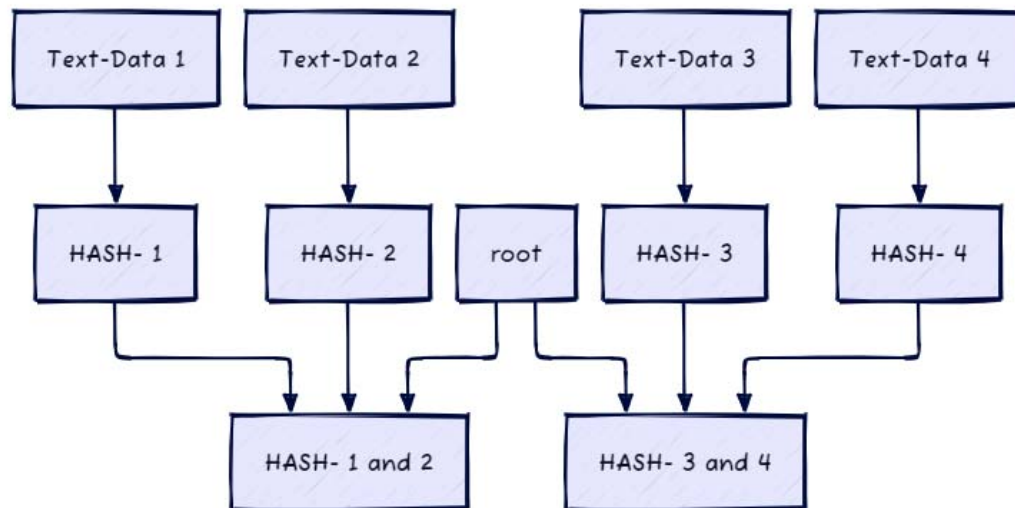 Text-Data 1
Text-Data 2
Text-Data 3
Text-Data 4
HASH- 1
HASH- 2
root
HASH- 3
HASH- 4
HASH- 1 and 2
HASH- 3 and 4